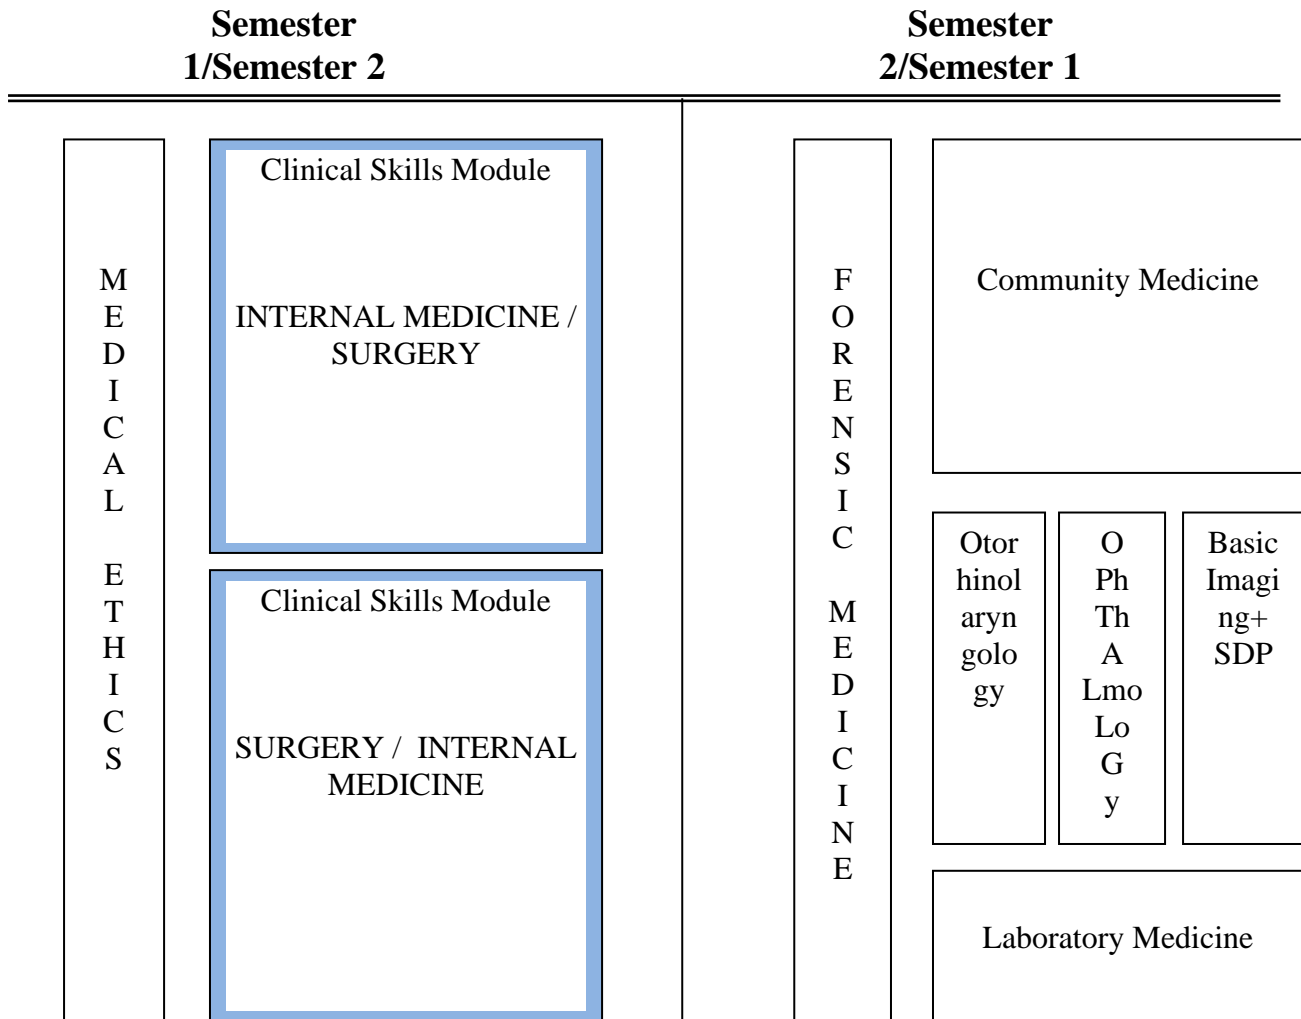 Semester
1/Semester 2
Semester
2/Semester 1
M
E
D
I
C
A
L
E
T
H
I
C
S
Clinical Skills Module
INTERNAL MEDICINE /
SURGERY
Clinical Skills Module
SURGERY / INTERNAL
MEDICINE
F
O
R
E
N
S
I
C
M
E
D
I
C
I
N
E
Community Medicine
Otor
hinol
aryn
golo
gy
O
Ph
Th
A
Lmo
Lo
G
y
Basic
Imagi
ng+
SDP
Laboratory Medicine